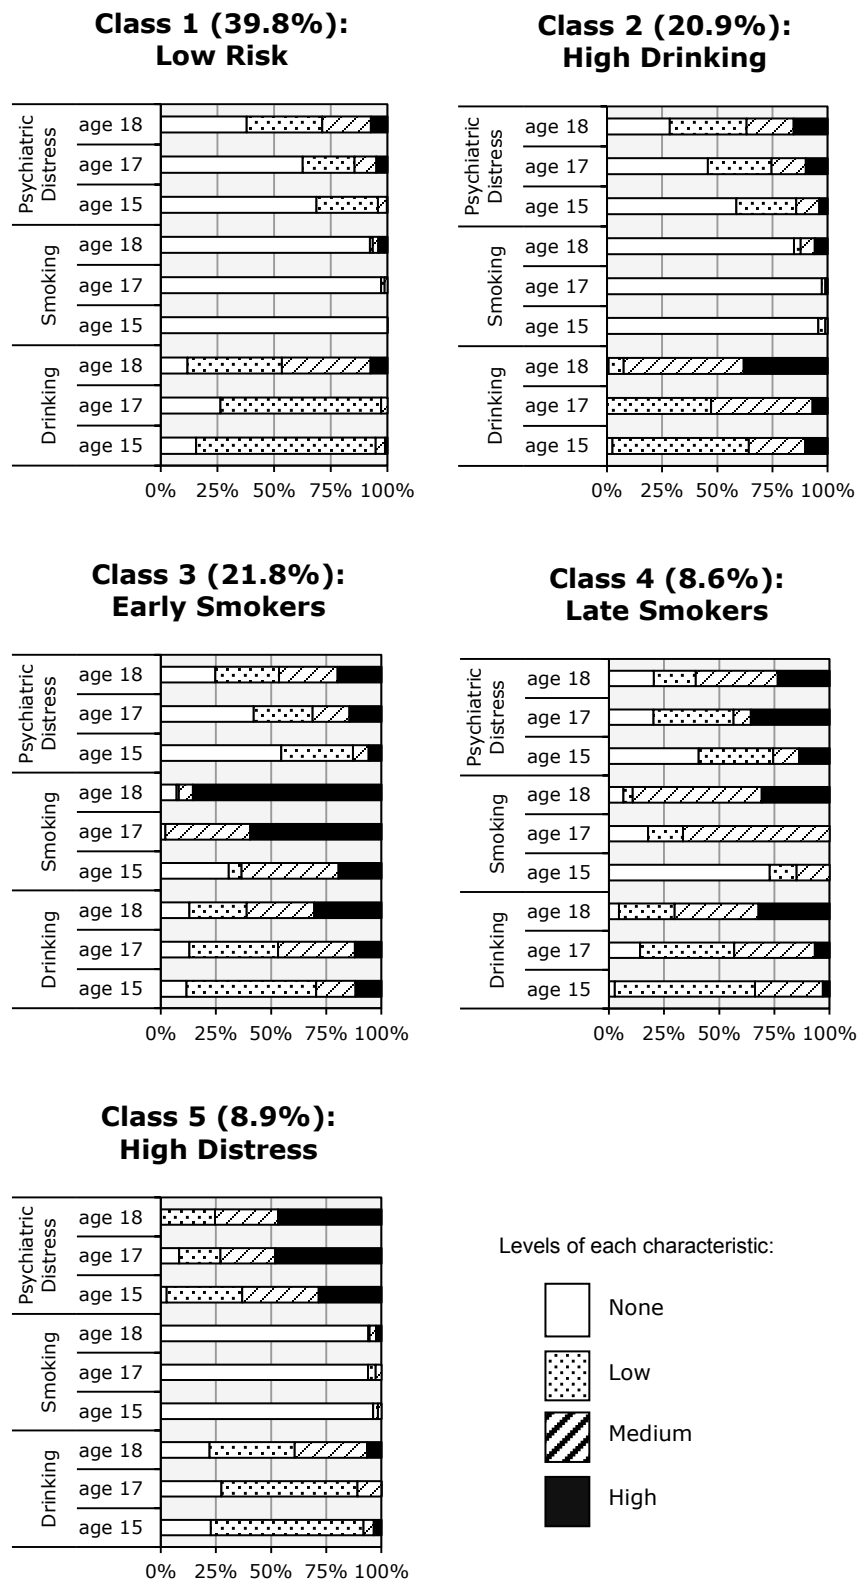 Class 1 (39.8%):
Low Risk
Psychiatric
Distress
age 18
age 17
age 15
Smoking
age 18
age 17
age 15
Drinking
age 18
age 17
age 15
0% 25% 50% 75% 100%
Class 2 (20.9%):
High Drinking
Psychiatric
Distress
age 18
age 17
age 15
Smoking
age 18
age 17
age 15
Drinking
age 18
age 17
age 15
0% 25% 50% 75% 100%
Class 3 (21.8%):
Early Smokers
Psychiatric
Distress
age 18
age 17
age 15
Smoking
age 18
age 17
age 15
Drinking
age 18
age 17
age 15
0% 25% 50% 75% 100%
Class 4 (8.6%):
Late Smokers
Psychiatric
Distress
age 18
age 17
age 15
Smoking
age 18
age 17
age 15
Drinking
age 18
age 17
age 15
0% 25% 50% 75% 100%
Class 5 (8.9%):
High Distress
Psychiatric
Distress
age 18
age 17
age 15
Smoking
age 18
age 17
age 15
Drinking
age 18
age 17
age 15
0% 25% 50% 75% 100%
Levels of each characteristic:
None
Low
Medium
High